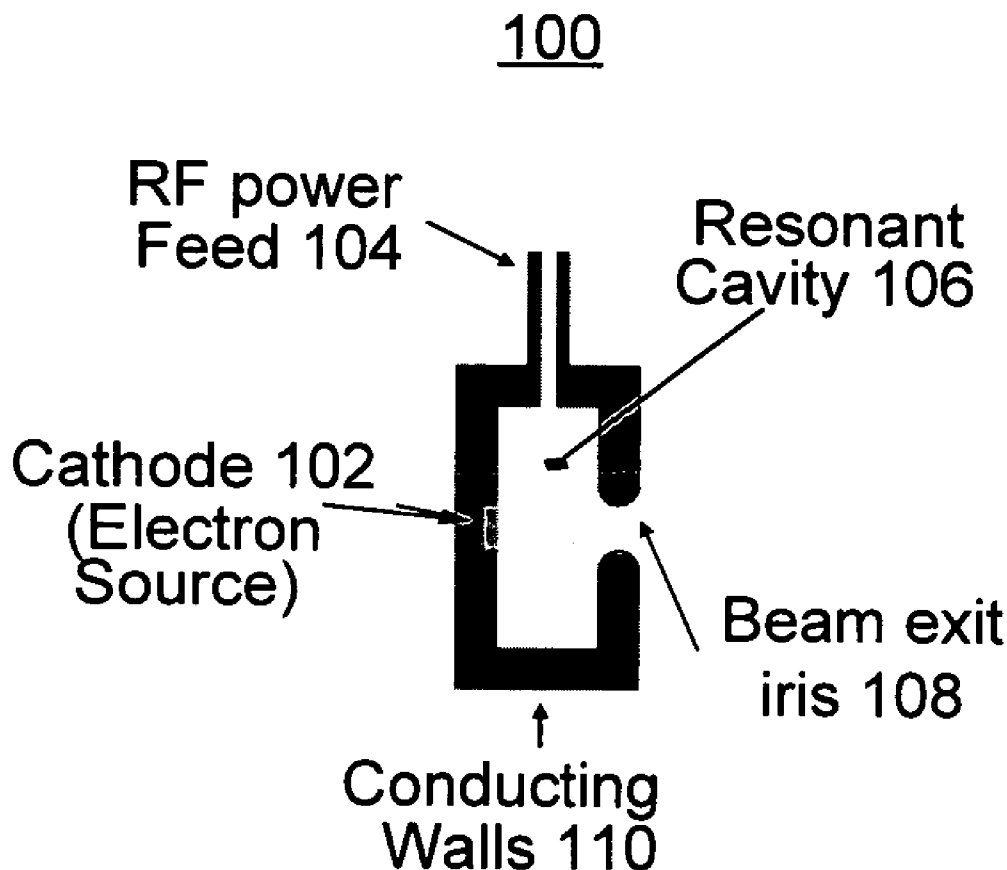 100
RF power
Feed 104
Resonant
Cavity 106
Cathode 102
(Electron
Source)
Beam exit
iris 108
Conducting
Walls 110